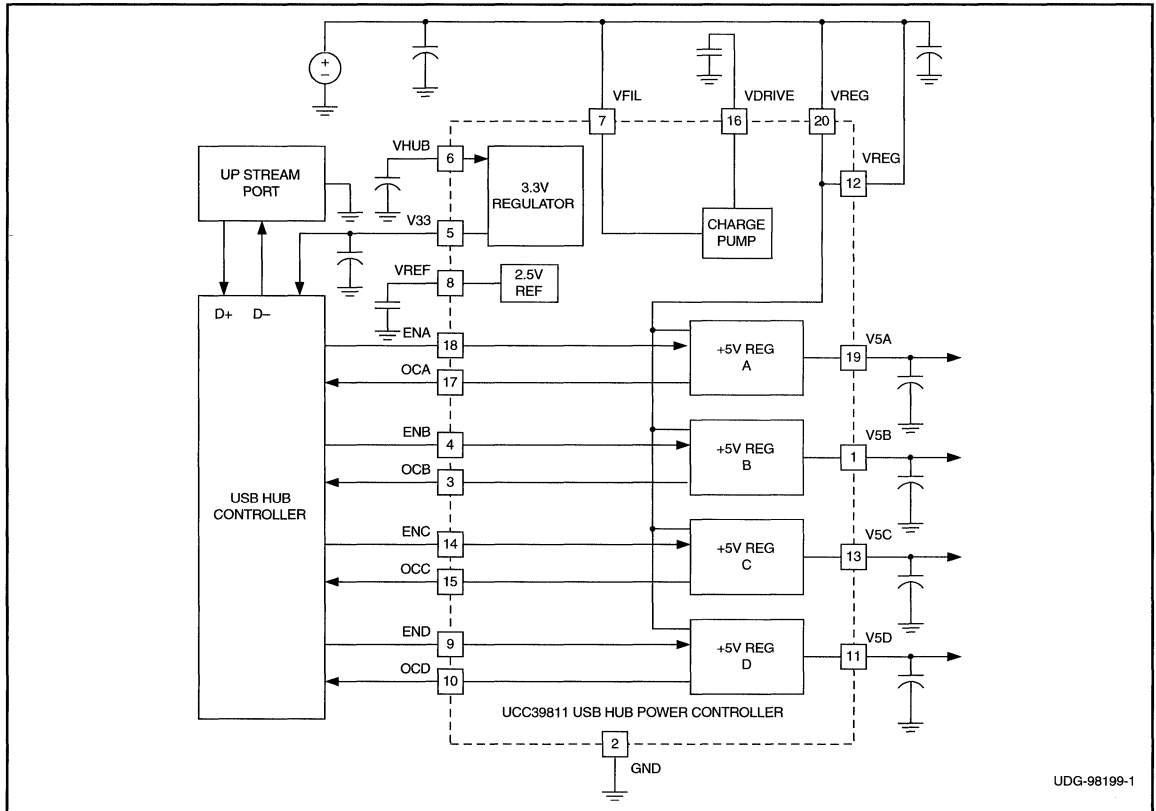 +
−
VFIL
VDRIVE
VREG
7
16
20
VHUB
6
VREG
12
UP STREAM
PORT
3.3V
REGULATOR
CHARGE
PUMP
V33
5
VREF
8
2.5V
REF
D+ D−
ENA
18
+5V REG
A
V5A
19
OCA
17
ENB
4
+5V REG
B
V5B
1
OCB
3
USB HUB
CONTROLLER
ENC
14
+5V REG
C
V5C
13
OCC
15
END
9
+5V REG
D
V5D
11
OCD
10
UCC39811 USB HUB POWER CONTROLLER
2
GND
UDG-98199-1